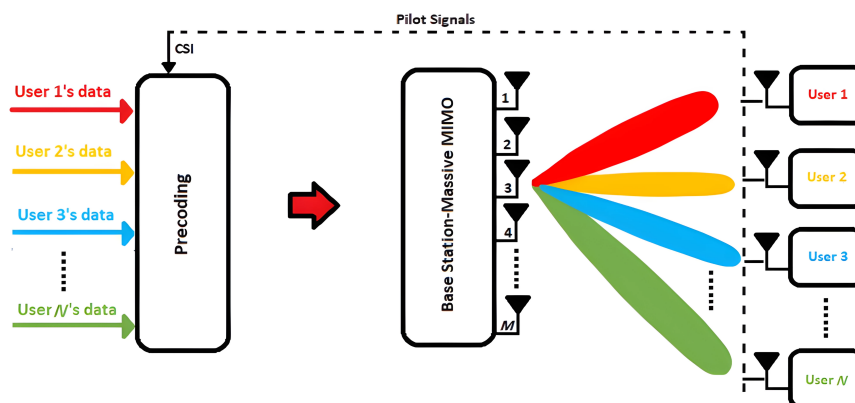 Pilot Signals
CSI
User 1's data
User 2's data
User 3's data
User N's data
Precoding
Base Station-Massive MIMO
1
2
3
4
M
User 1
User 2
User 3
User N